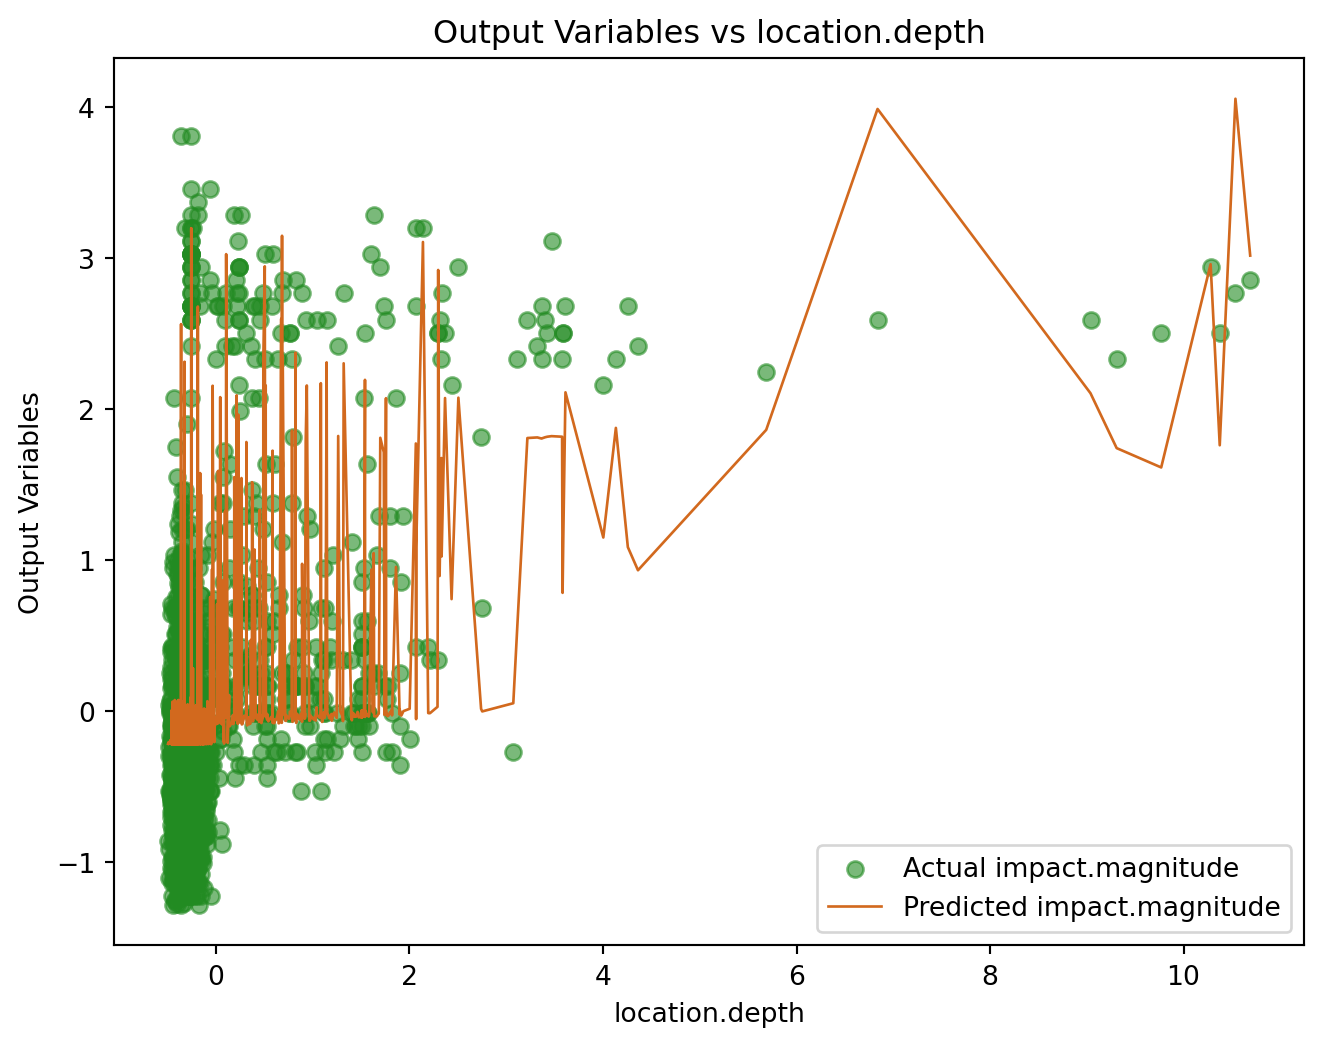 Output Variables vs location.depth
Output Variables
4
3
2
1
0
−1
0
2
4
6
8
10
location.depth
Actual impact.magnitude
Predicted impact.magnitude